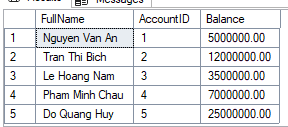 Messages
FullName AccountID Balance
1 Nguyen Van An 1 5000000.00
2 Tran Thi Bich 2 12000000.00
3 Le Hoang Nam 3 3500000.00
4 Pham Minh Chau 4 7000000.00
5 Do Quang Huy 5 25000000.00